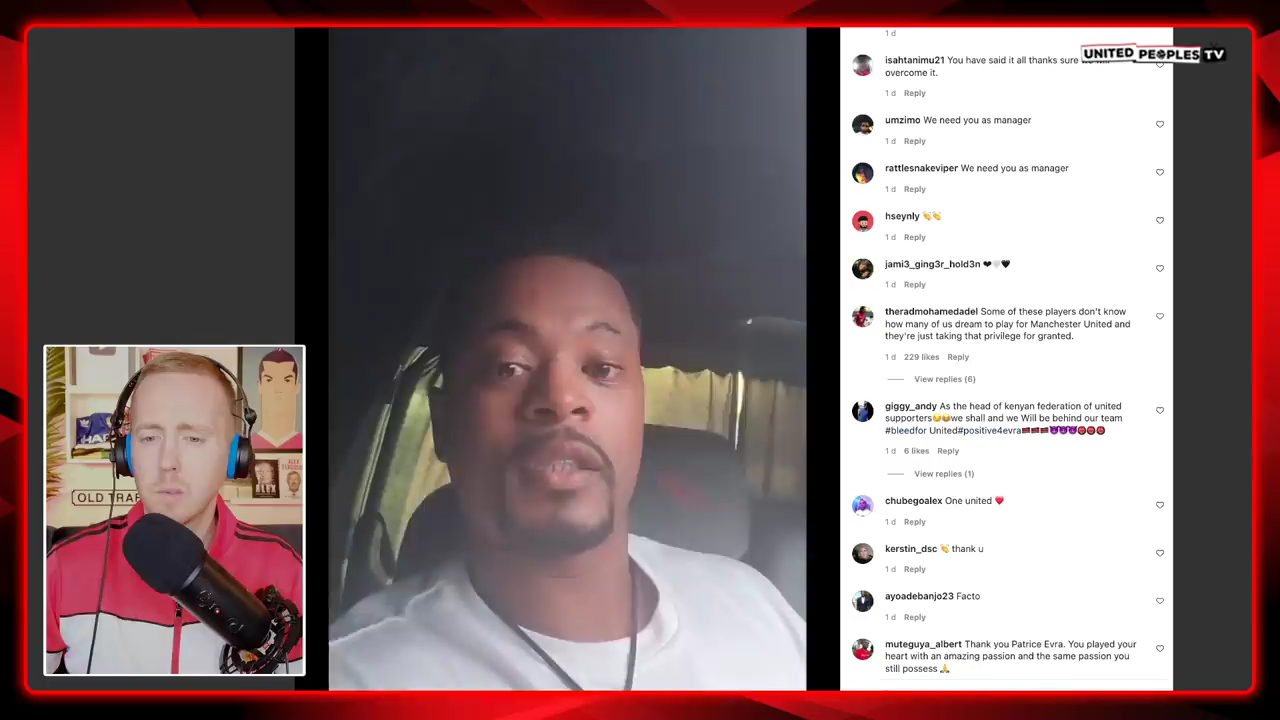 1 d
UNITED PEOPLES TV
isahtanimu21 You have said it all thanks sure
overcome it.
1 d Reply
umzimo We need you as manager
1 d Reply
rattlesnakeviper We need you as manager
1 d Reply
hseynly 👏👏
1 d Reply
jami3_ging3r_hold3n ❤🤍🖤
1 d Reply
theradmohamedadel Some of these players don't know
how many of us dream to play for Manchester United and
they're just taking that privilege for granted.
1 d 229 likes Reply
View replies (6)
giggy_andy As the head of kenyan federation of united
supporters😂😂we shall and we Will be behind our team
#bleedfor United#positive4evra
1 d 6 likes Reply
View replies (1)
chubegoalex One united ❤
1 d Reply
kerstin_dsc 👏 thank u
1 d Reply
ayoadebanjo23 Facto
1 d Reply
muteguya_albert Thank you Patrice Evra. You played your
heart with an amazing passion and the same passion you
still possess 🙏
OLD TRAF